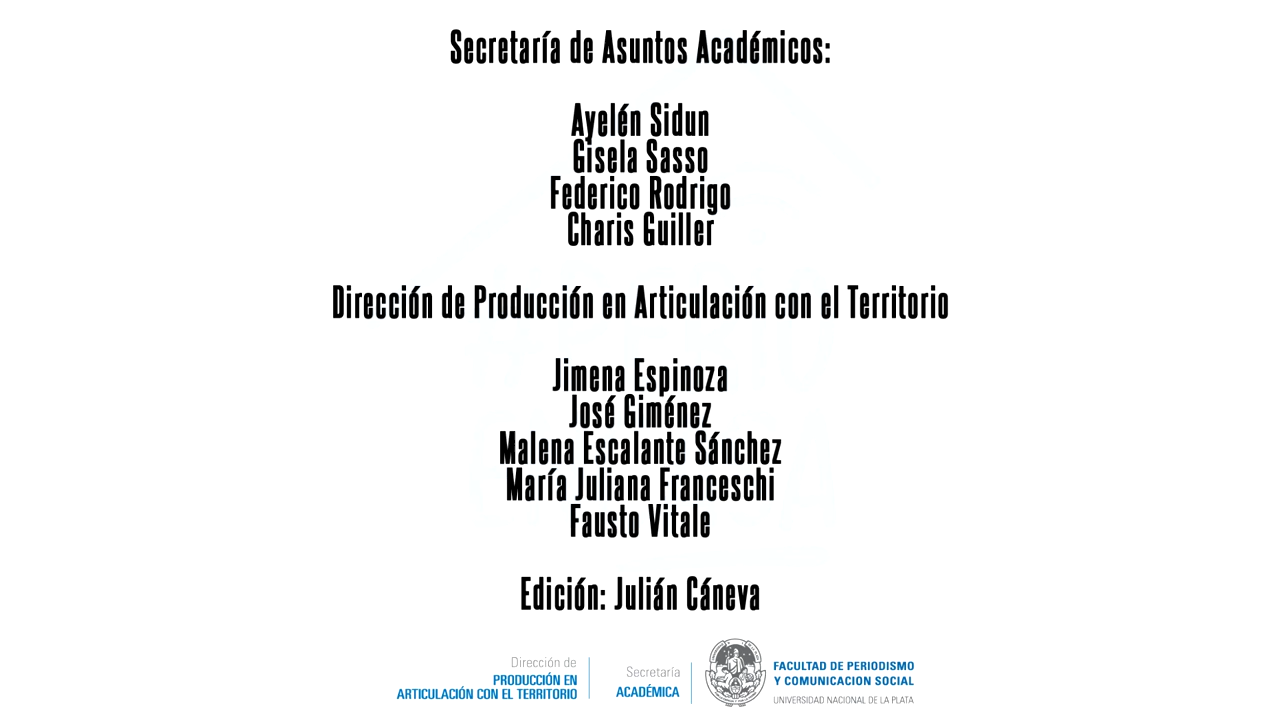 Secretaría de Asuntos Académicos:
Ayelén Sidun
Gisela Sasso
Federico Rodrigo
Charis Guiller
Dirección de Producción en Articulación con el Territorio
Jimena Espinoza
José Giménez
Malena Escalante Sánchez
María Juliana Franceschi
Fausto Vitale
Edición: Julián Cáneva
Dirección de
PRODUCCIÓN EN
ARTICULACIÓN CON EL TERRITORIO
Secretaría
ACADÉMICA
FACULTAD DE PERIODISMO
Y COMUNICACION SOCIAL
UNIVERSIDAD NACIONAL DE LA PLATA